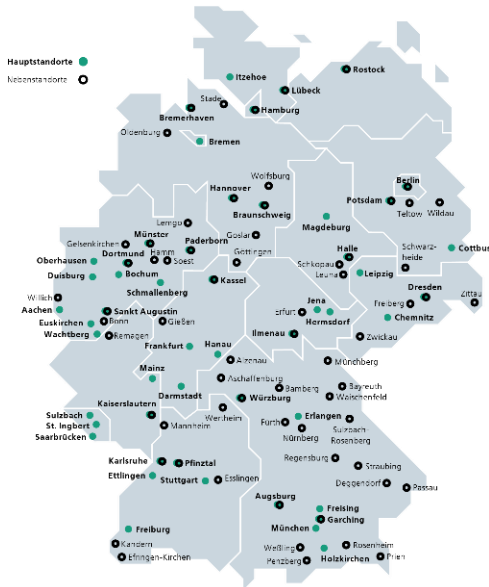 Hauptstandorte
Nebenstandorte
Itzehoe
Rostock
Lübeck
Stade
Hamburg
Bremerhaven
Oldenburg
Bremen
Wolfsburg
Hannover
Braunschweig
Berlin
Potsdam
Teltow
Wildau
Magdeburg
Lemgo
Münster
Goslar
Paderborn
Gelsenkirchen
Dortmund
Hamm
Soest
Göttingen
Halle
Schkopau
Leuna
Leipzig
Schwarz-
heide
Cottbur
Oberhausen
Duisburg
Bochum
Schmallenberg
Kassel
Willich
Aachen
Sankt Augustin
Euskirchen
Bonn
Wachtberg
Remagen
Gießen
Erfurt
Jena
Hermsdorf
Ilmenau
Dresden
Freiberg
Zittau
Chemnitz
Zwickau
Frankfurt
Hanau
Alzenau
Münchberg
Mainz
Aschaffenburg
Darmstadt
Bamberg
Bayreuth
Waischenfeld
Würzburg
Kaiserslautern
Sulzbach
St. Ingbert
Saarbrücken
Mannheim
Wertheim
Fürth
Erlangen
Nürnberg
Sulzbach-
Rosenberg
Regensburg
Straubing
Karlsruhe
Pfinztal
Ettlingen
Stuttgart
Esslingen
Deggendorf
Passau
Augsburg
Freising
Garching
München
Freiburg
Kandern
Efringen-Kirchen
Weßling
Penzberg
Holzkirchen
Rosenheim
Prien